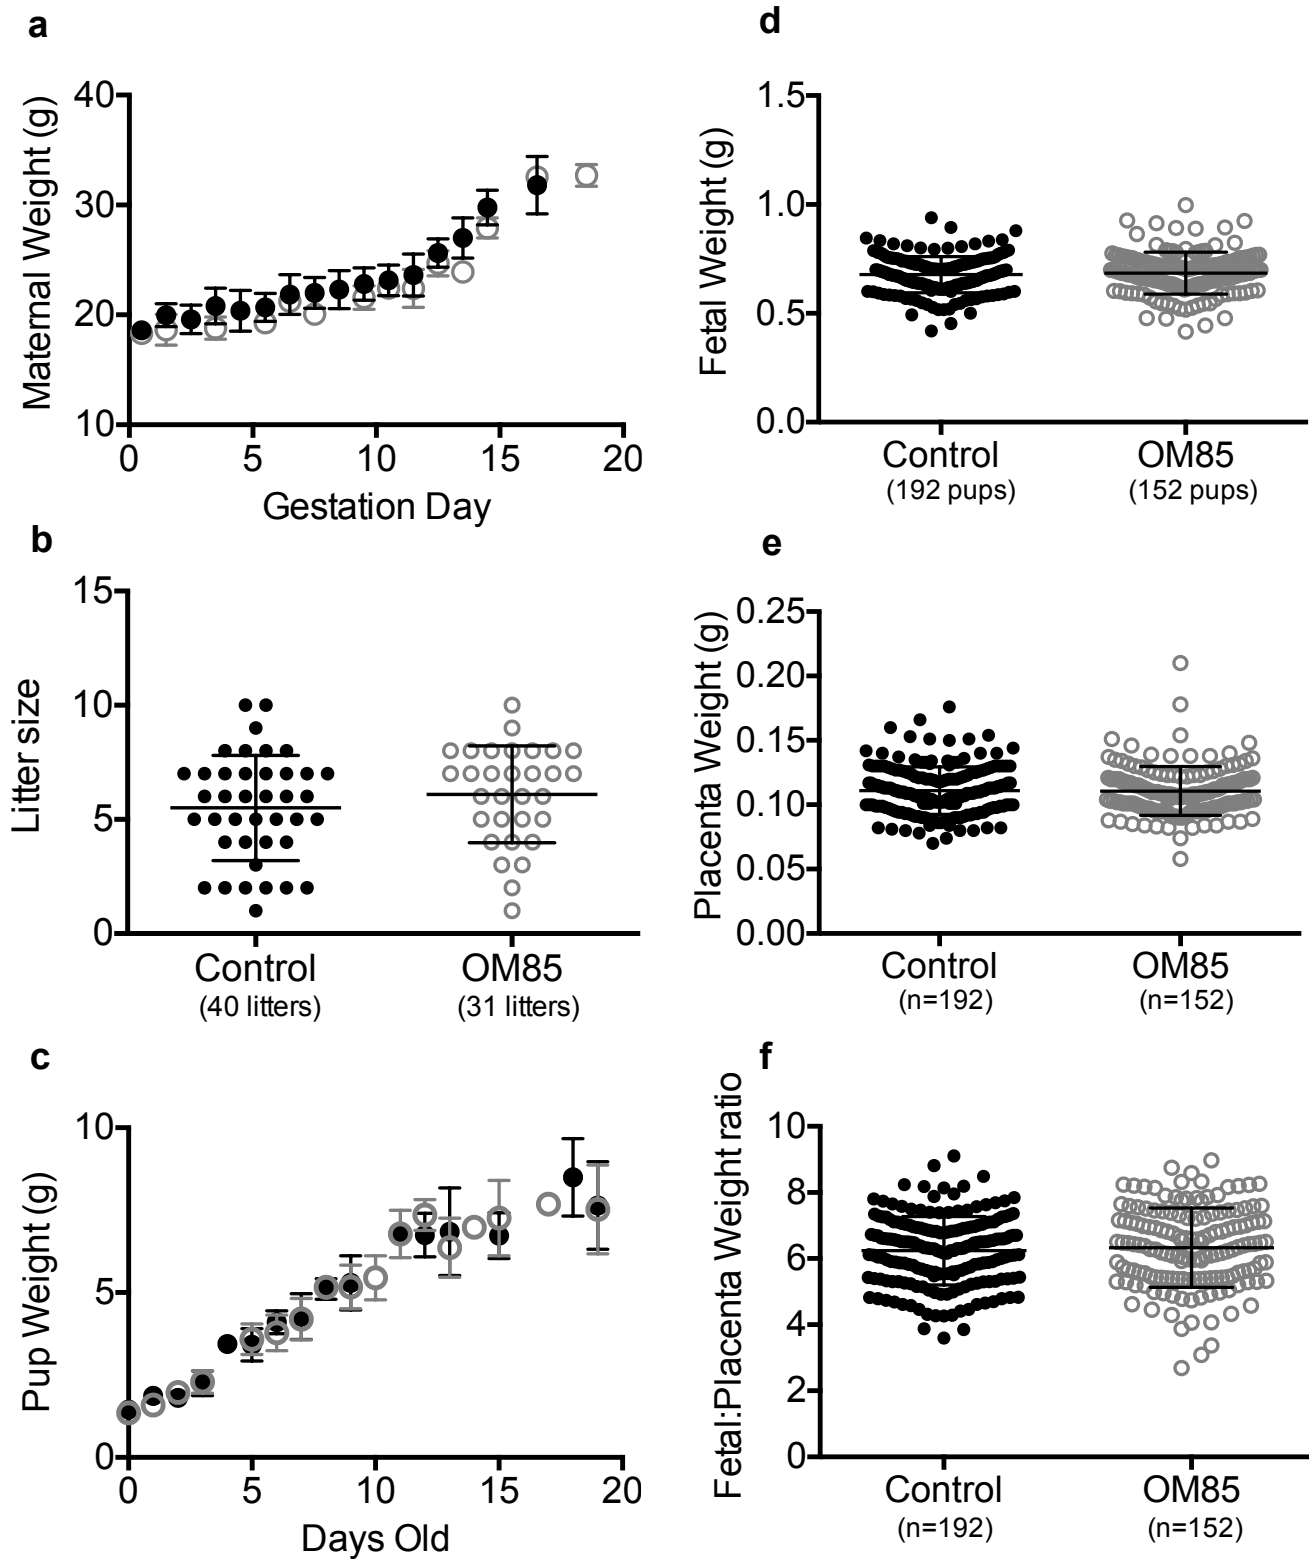 a
Maternal Weight (g)
40
30
20
10
0 5 10 15 20
Gestation Day
b
Litter size
15
10
5
0
Control OM85
(40 litters) (31 litters)
c
Pup Weight (g)
10
5
0
0 5 10 15 20
Days Old
d
Fetal Weight (g)
1.5
1.0
0.5
0.0
Control OM85
(192 pups) (152 pups)
e
Placenta Weight (g)
0.25
0.20
0.15
0.10
0.05
0.00
Control OM85
(n=192) (n=152)
f
Fetal:Placenta Weight ratio
10
8
6
4
2
0
Control OM85
(n=192) (n=152)